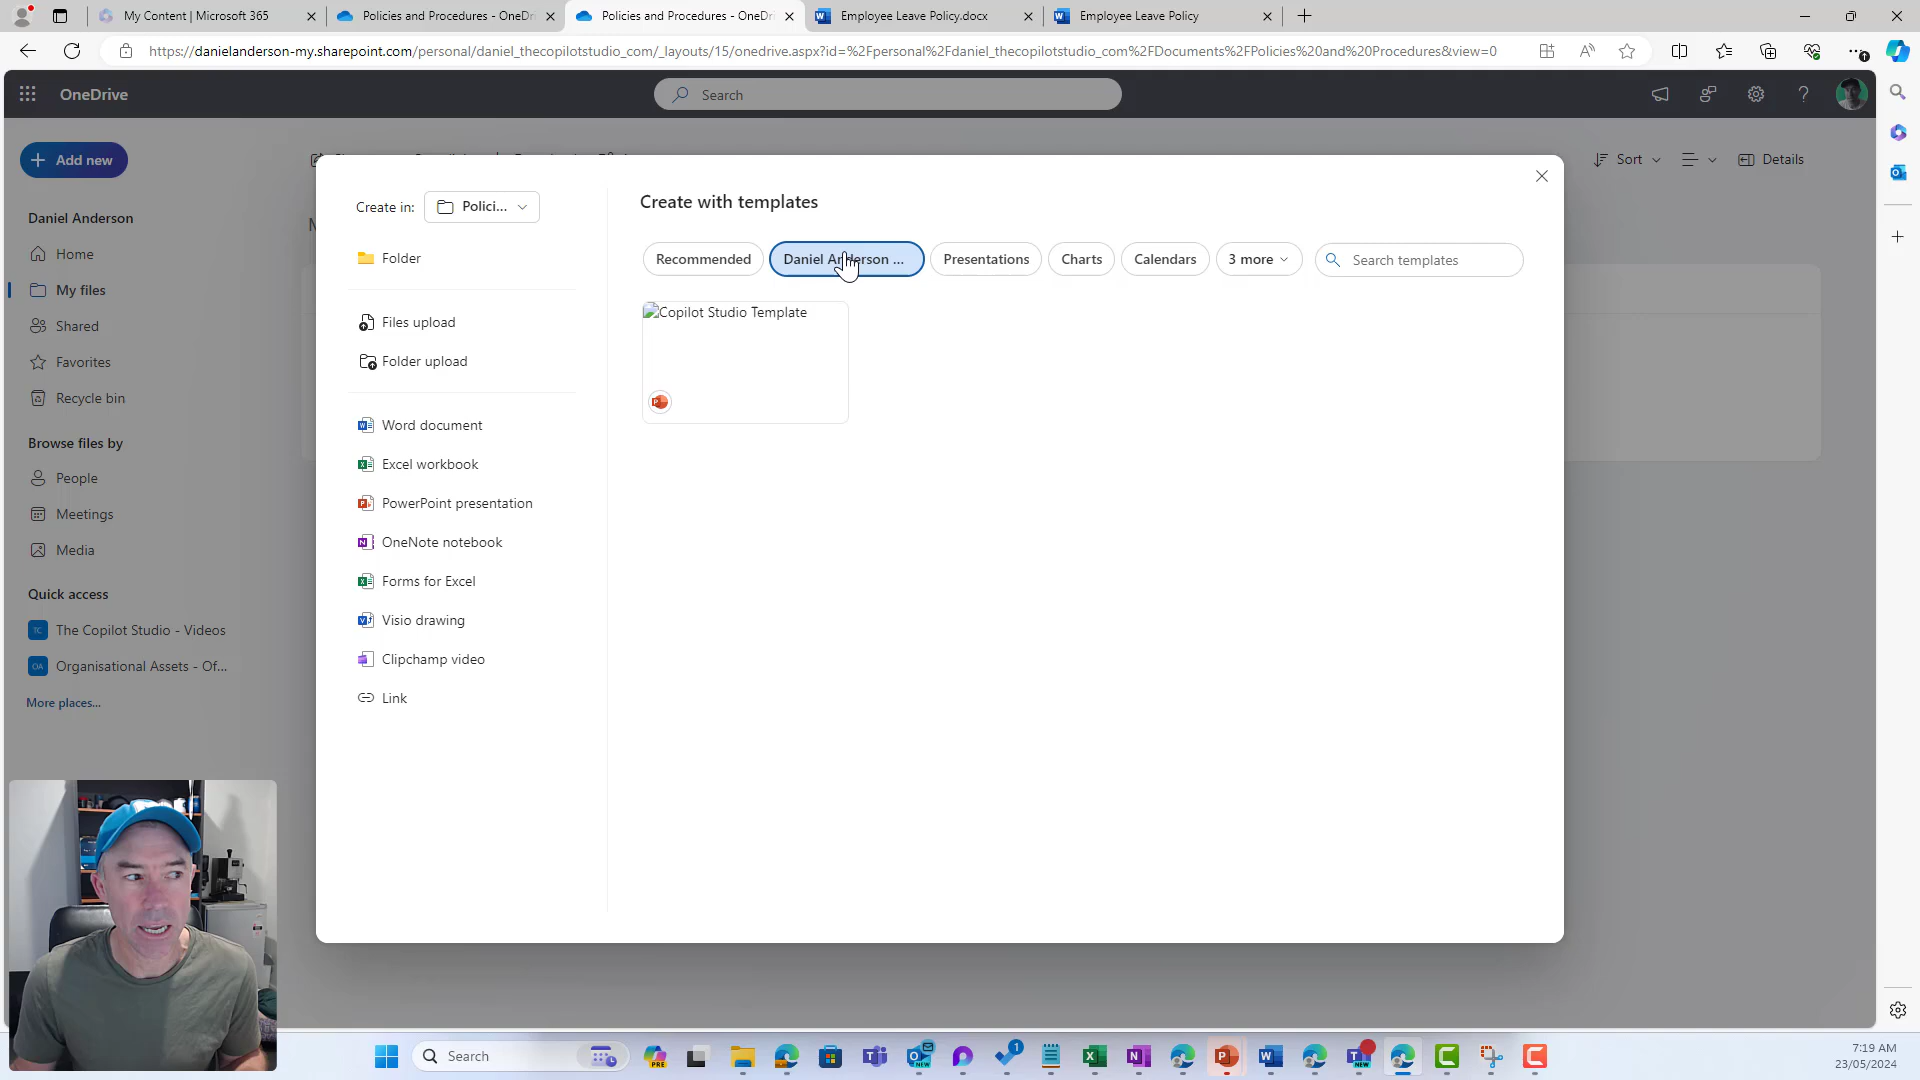 My Content | Microsoft 365
Policies and Procedures - OneDri
Policies and Procedures - OneDri
Employee Leave Policy.docx
Employee Leave Policy
https://danielanderson-my.sharepoint.com/personal/daniel_thecopilotstudio_com/_layouts/15/onedrive.aspx?id=%2Fpersonal%2Fdaniel_thecopilotstudio_com%2FDocuments%2FPolicies%20and%20Procedures&view=0
OneDrive
Search
Add new
Sort
Details
Daniel Anderson
Home
My files
Shared
Favorites
Recycle bin
Browse files by
People
Meetings
Media
Quick access
TC The Copilot Studio - Videos
OA Organisational Assets - Of...
More places...
Create in:
Polici...
Folder
Files upload
Folder upload
Word document
Excel workbook
PowerPoint presentation
OneNote notebook
Forms for Excel
Visio drawing
Clipchamp video
Link
Create with templates
Recommended
Daniel Anderson ...
Presentations
Charts
Calendars
3 more
Search templates
Copilot Studio Template
Search
7:19 AM
23/05/2024